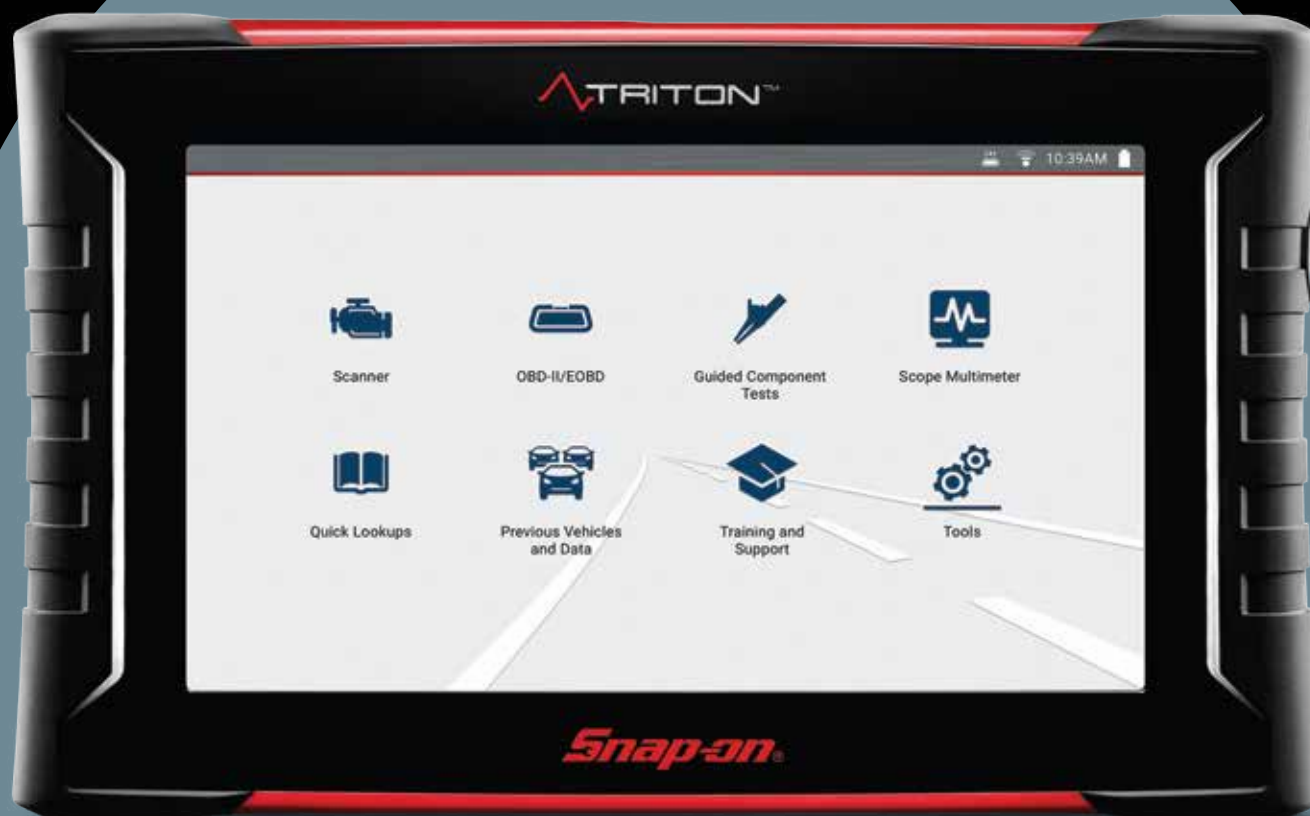 TRITON™
10:39AM
Scanner
OBD-II/EOBD
Guided Component
Tests
Scope Multimeter
Quick Lookups
Previous Vehicles
and Data
Training and
Support
Tools
Snap-on®